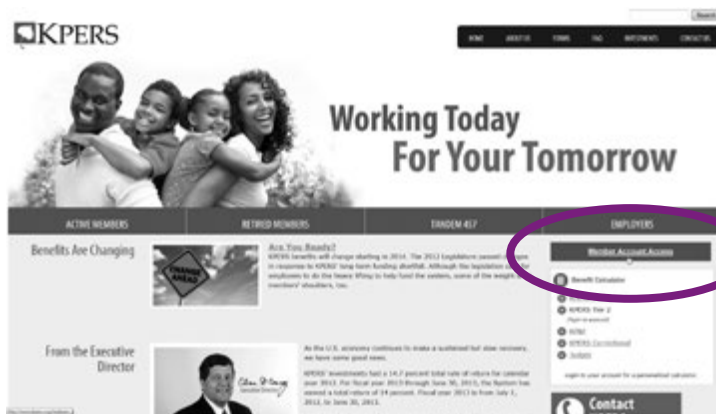 Search
KPERS
HOME ABOUT US FORMS FAQ INVESTMENTS CONTACT US
Working Today
For Your Tomorrow
ACTIVE MEMBERS RETIRED MEMBERS TANDEM 457 EMPLOYERS
Benefits Are Changing
CHANGE
AHEAD
Are You Ready?
KPERS benefits will change starting in 2014. The 2012 Legislature passed changes
in response to KPERS' long-term funding shortfall. Although the legislation
employees to do the heavy lifting to help fund the system, some of the weight
members' shoulders, too.
Member Account Access
Benefit Calculator
KPERS Tier 2
KP&F
KPERS Correctional
Judges
Login to your account for a personalized calculator.
From the Executive
Director
Executive Director
As the U.S. economy continues to make a sustained but slow recovery,
we have some good news.
KPERS' investments had a 14.7 percent total rate of return for calendar
year 2012. For fiscal year 2013 through June 30, 2013, the System has
earned a total return of 14 percent. Fiscal year 2013 is from July 1,
2012, to June 30, 2013.
Contact